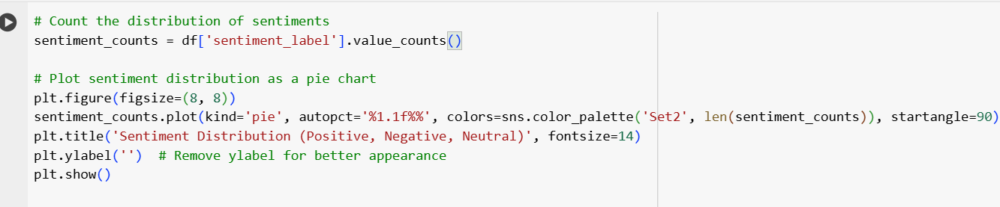 # Count the distribution of sentiments
sentiment_counts = df['sentiment_label'].value_counts()

# Plot sentiment distribution as a pie chart
plt.figure(figsize=(8, 8))
sentiment_counts.plot(kind='pie', autopct='%1.1f%%', colors=sns.color_palette('Set2', len(sentiment_counts)), startangle=90)
plt.title('Sentiment Distribution (Positive, Negative, Neutral)', fontsize=14)
plt.ylabel('')  # Remove ylabel for better appearance
plt.show()